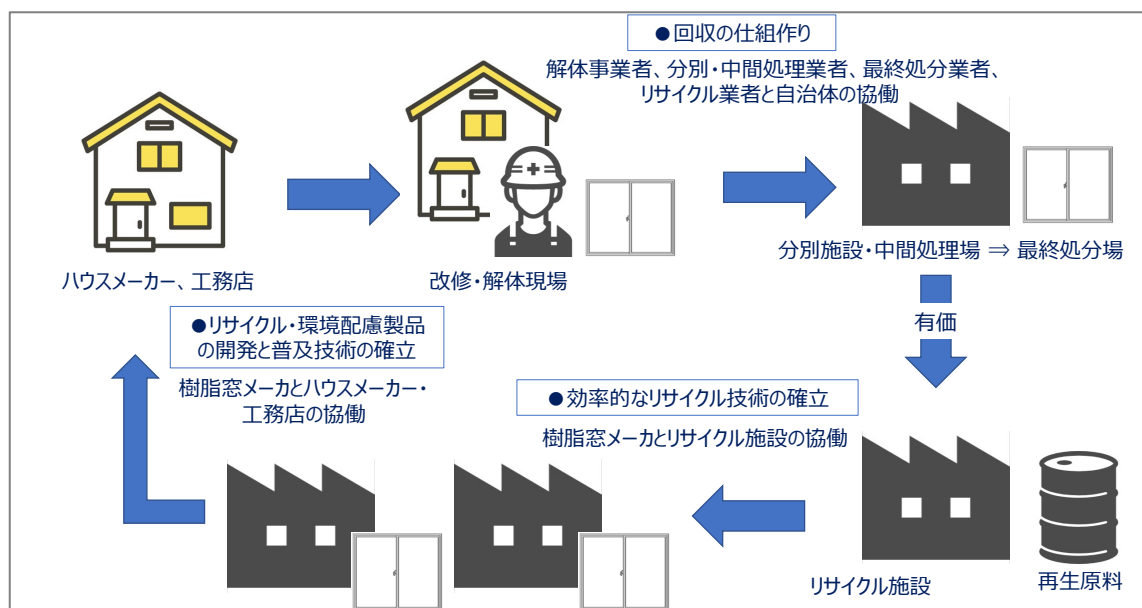 ●回収の仕組作り
解体事業者、分別・中間処理業者、最終処分業者、
リサイクル業者と自治体の協働
ハウスメーカー、工務店
改修・解体現場
分別施設・中間処理場 ⇒ 最終処分場
有価
●リサイクル・環境配慮製品
の開発と普及技術の確立
樹脂窓メーカとハウスメーカー・
工務店の協働
●効率的なリサイクル技術の確立
樹脂窓メーカとリサイクル施設の協働
リサイクル施設
再生原料